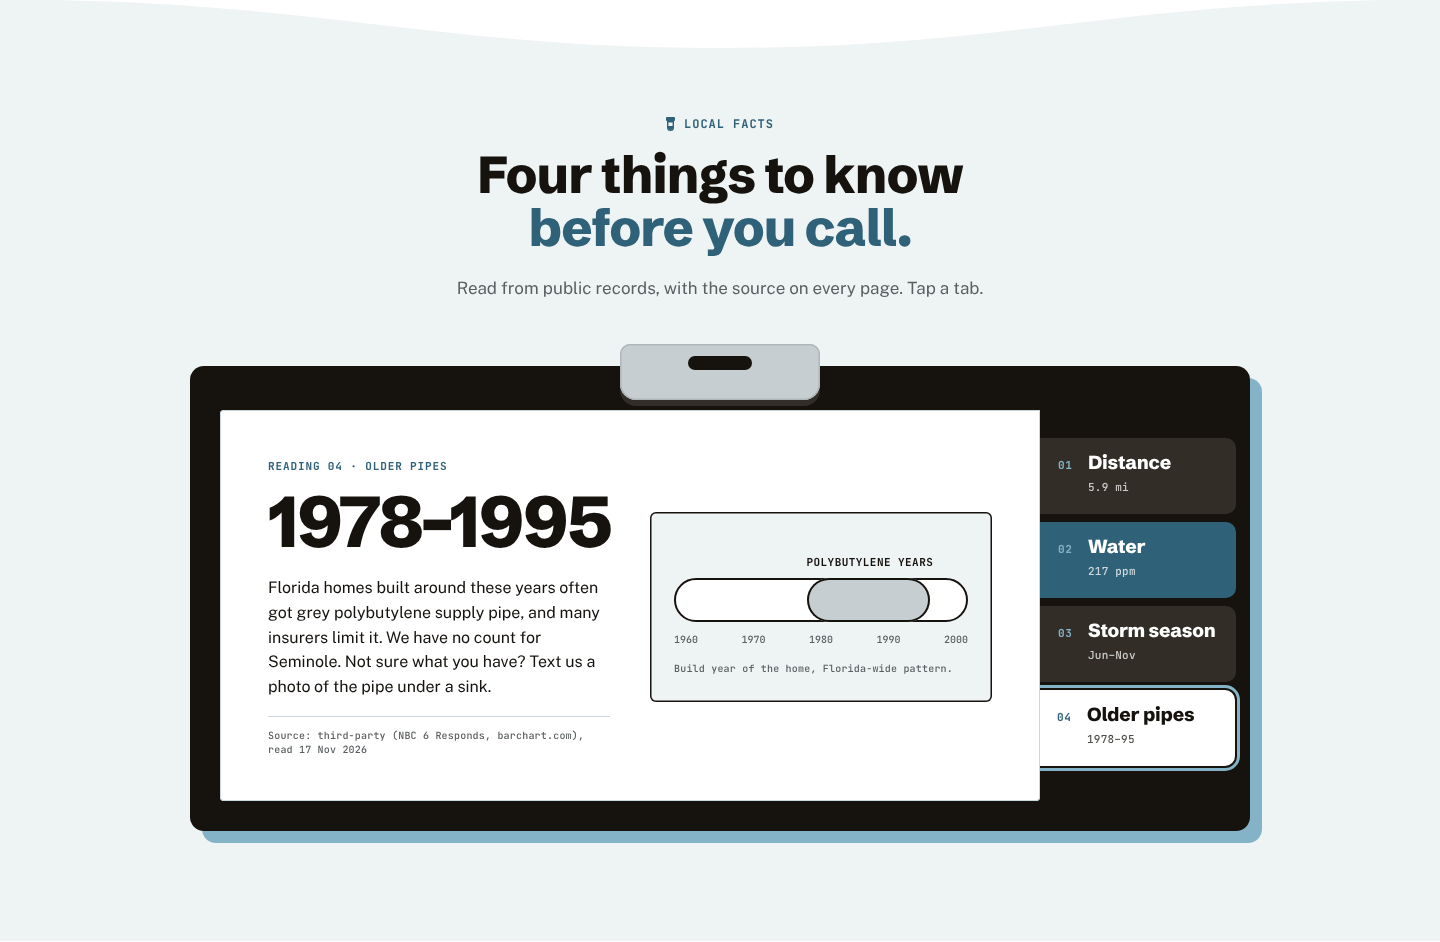 LOCAL FACTS
Four things to know
before you call.
Read from public records, with the source on every page. Tap a tab.
READING 04 · OLDER PIPES
1978–1995
Florida homes built around these years often
got grey polybutylene supply pipe, and many
insurers limit it. We have no count for
Seminole. Not sure what you have? Text us a
photo of the pipe under a sink.
Source: third-party (NBC 6 Responds, barchart.com),
read 17 Nov 2026
POLYBUTYLENE YEARS
1960 1970 1980 1990 2000
Build year of the home, Florida-wide pattern.
01 Distance
5.9 mi
02 Water
217 ppm
03 Storm season
Jun–Nov
04 Older pipes
1978–95